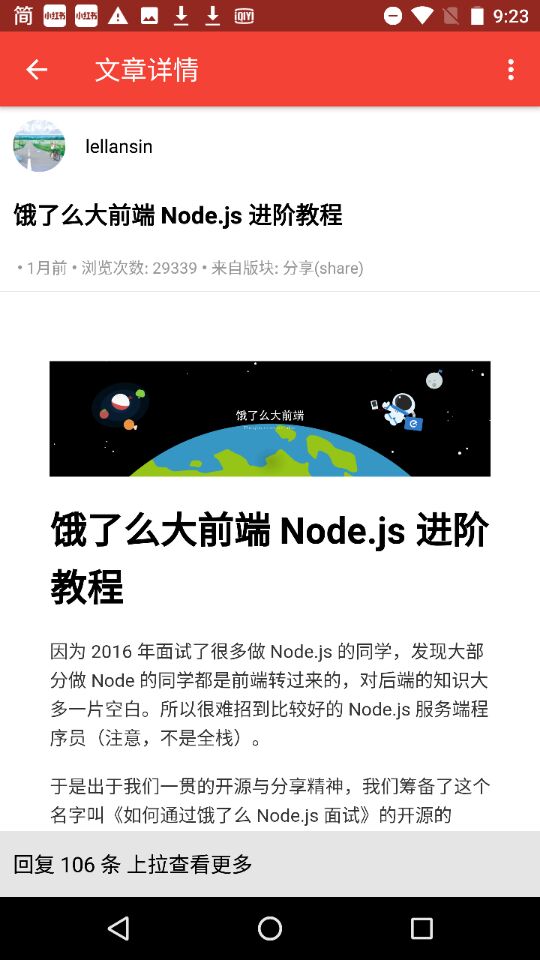 简 小红书 小红书 QIY 9:23
文章详情
lellansin
饿了么大前端 Node.js 进阶教程
• 1月前 • 浏览次数: 29339 • 来自版块: 分享(share)
饿了么大前端
饿了么大前端 Node.js 进阶
教程
因为 2016 年面试了很多做 Node.js 的同学，发现大部
分做 Node 的同学都是前端转过来的，对后端的知识大
多一片空白。所以很难招到比较好的 Node.js 服务端程
序员（注意，不是全栈）。
于是出于我们一贯的开源与分享精神，我们筹备了这个
名字叫《如何通过饿了么 Node.js 面试》的开源的
回复 106 条 上拉查看更多